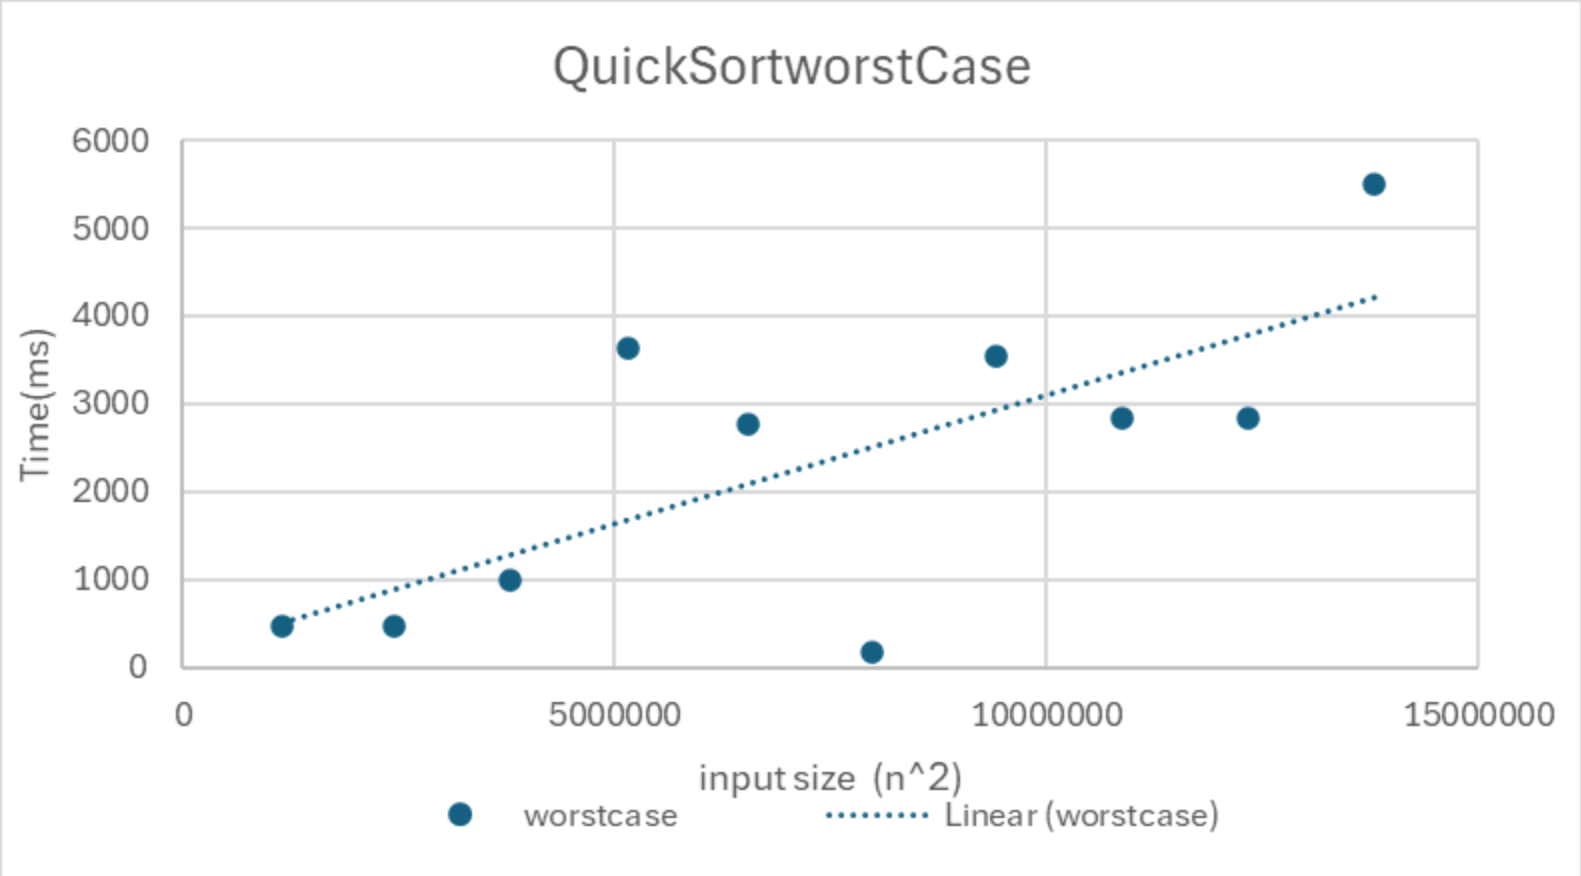 QuickSortworstCase
6000
5000
4000
3000
2000
1000
0
Time(ms)
0 5000000 10000000 15000000
input size (n^2)
worstcase Linear (worstcase)